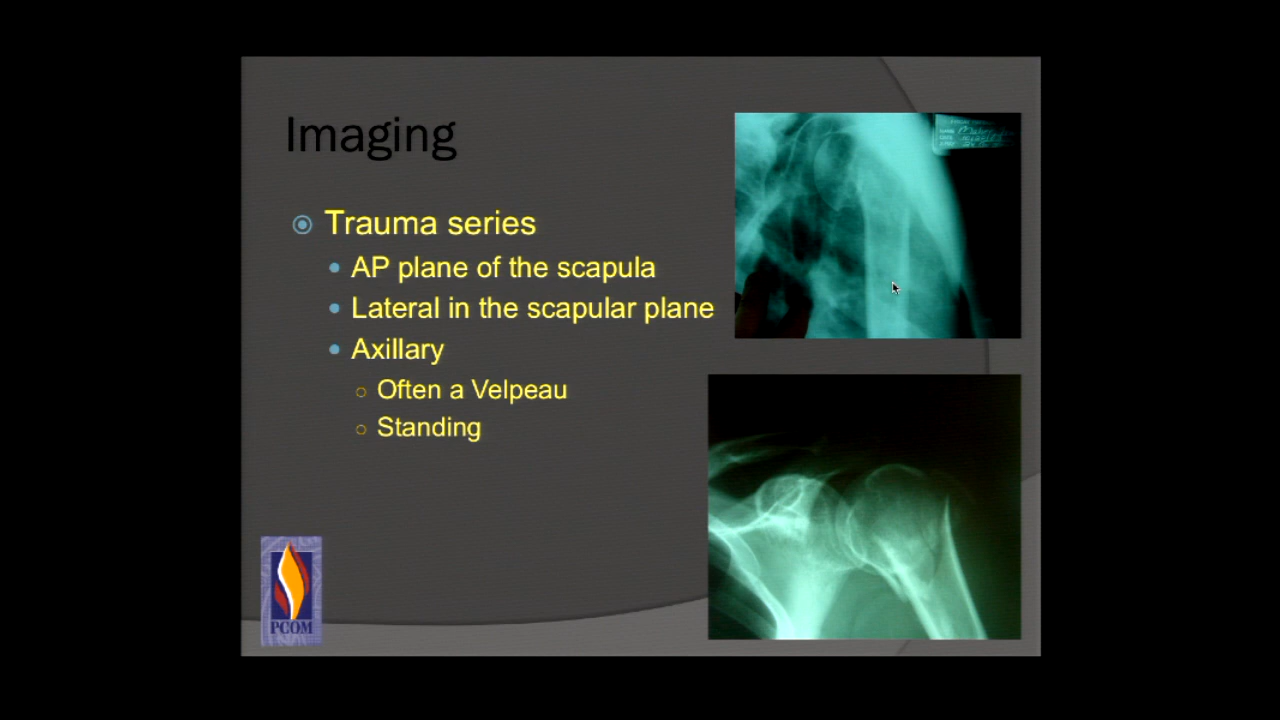 Imaging
Trauma series
AP plane of the scapula
Lateral in the scapular plane
Axillary
Often a Velpeau
Standing
PCOM